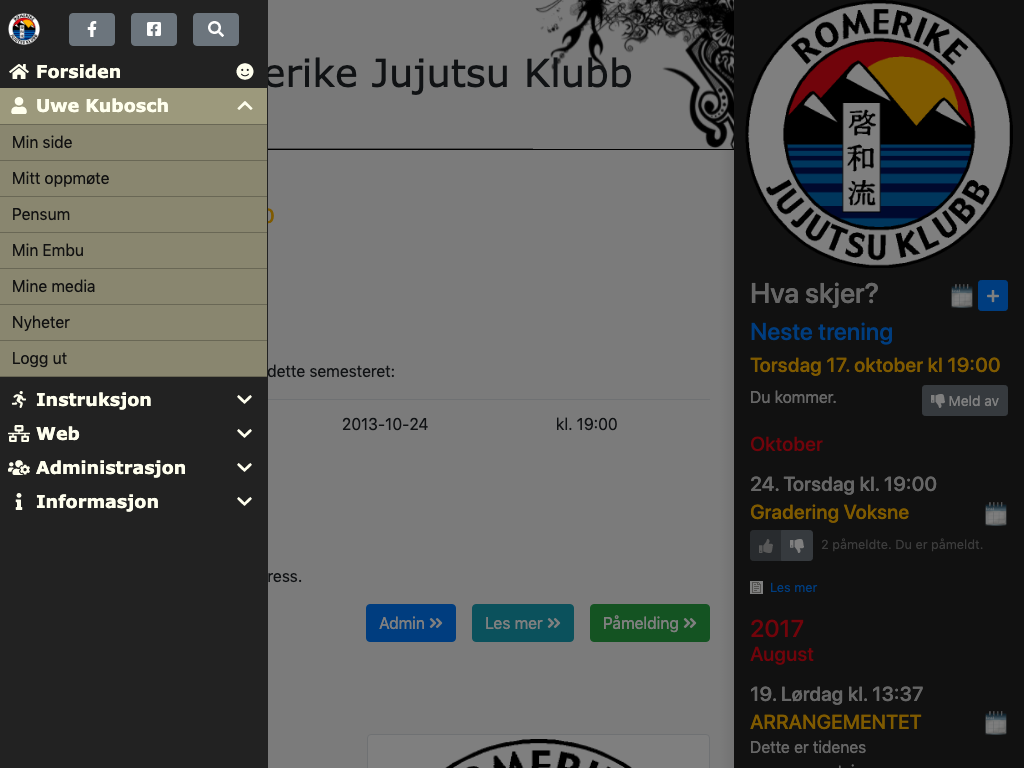 Forsiden
Uwe Kubosch
Min side
Mitt oppmøte
Pensum
Min Embu
Mine media
Nyheter
Logg ut
Instruksjon
Web
Administrasjon
Informasjon
erike Jujutsu Klubb
0
dette semesteret:
2013-10-24 kl. 19:00
ress.
Admin
Les mer
Påmelding
ROMERIKE
ROMERIKE
啓和流
JUJUTSU KLUBB
Hva skjer?
Neste trening
Torsdag 17. oktober kl 19:00
Du kommer.
Meld av
Oktober
24. Torsdag kl. 19:00
Gradering Voksne
2 påmeldte. Du er påmeldt.
Les mer
2017
August
19. Lørdag kl. 13:37
ARRANGEMENTET
Dette er tidenes